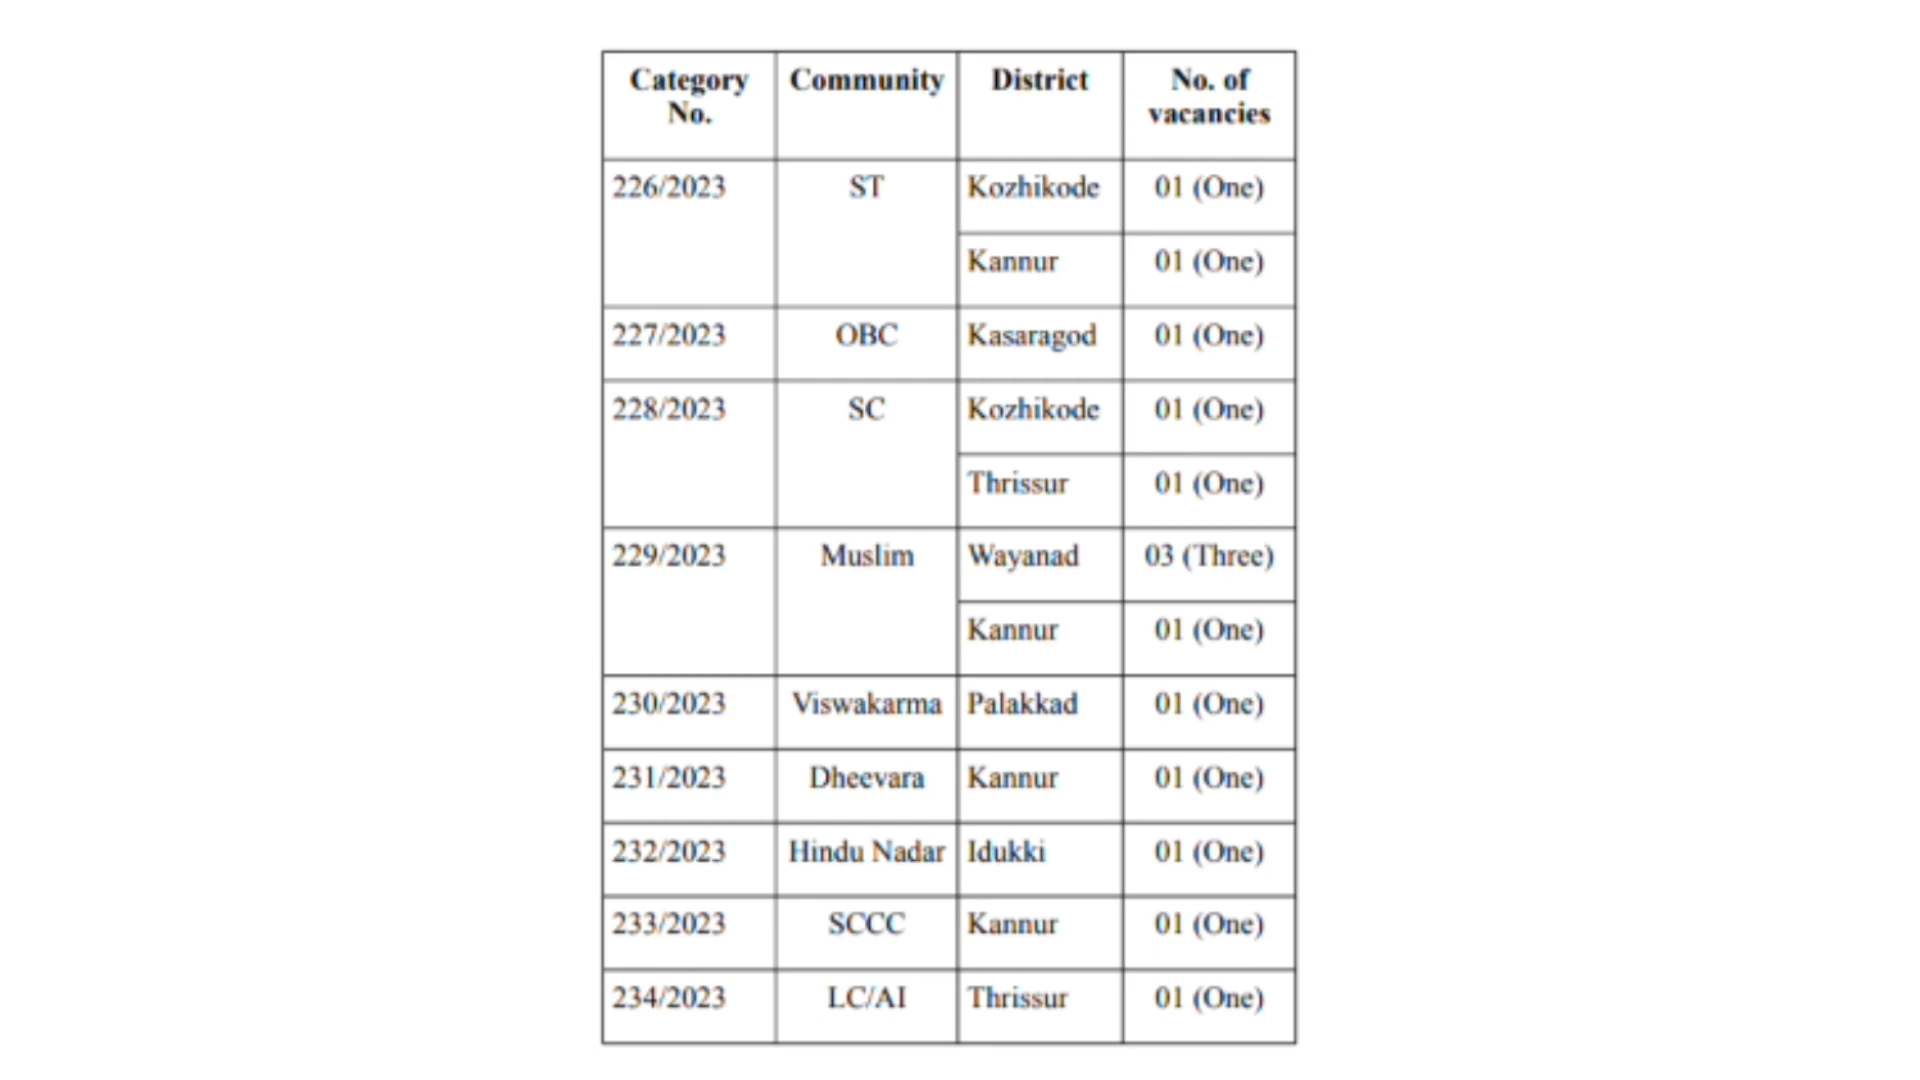 Category No. Community District No. of vacancies
226/2023 ST Kozhikode 01 (One)
Kannur 01 (One)
227/2023 OBC Kasaragod 01 (One)
228/2023 SC Kozhikode 01 (One)
Thrissur 01 (One)
229/2023 Muslim Wayanad 03 (Three)
Kannur 01 (One)
230/2023 Viswakarma Palakkad 01 (One)
231/2023 Dheevara Kannur 01 (One)
232/2023 Hindu Nadar Idukki 01 (One)
233/2023 SCCC Kannur 01 (One)
234/2023 LC/AI Thrissur 01 (One)